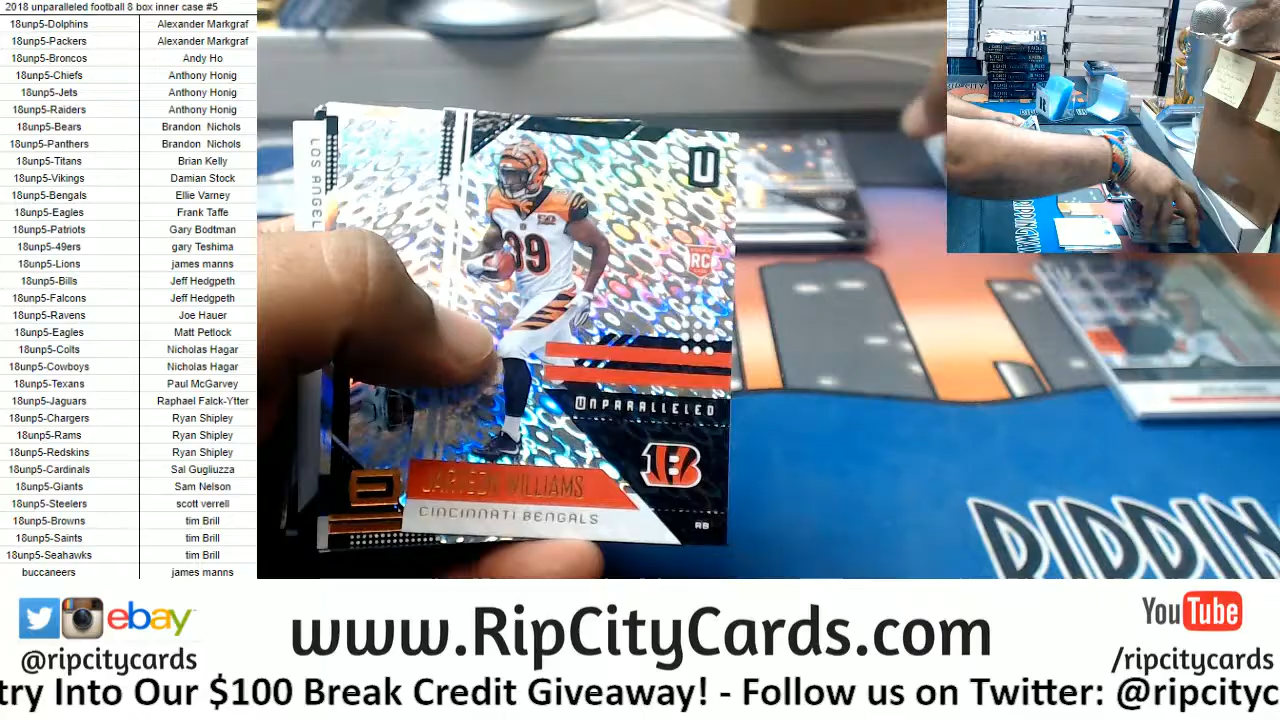 2018 unparalleled football 8 box inner case #5
18unp5-Dolphins Alexander Markgraf
18unp5-Packers Alexander Markgraf
18unp5-Broncos Andy Ho
18unp5-Chiefs Anthony Honig
18unp5-Jets Anthony Honig
18unp5-Raiders Anthony Honig
18unp5-Bears Brandon Nichols
18unp5-Panthers Brandon Nichols
18unp5-Titans Brian Kelly
18unp5-Vikings Damian Stock
18unp5-Bengals Ellie Varney
18unp5-Eagles Frank Taffe
18unp5-Patriots Gary Bodtman
18unp5-49ers gary Teshima
18unp5-Lions james manns
18unp5-Bills Jeff Hedgpeth
18unp5-Falcons Jeff Hedgpeth
18unp5-Ravens Joe Hauer
18unp5-Eagles Matt Petlock
18unp5-Colts Nicholas Hagar
18unp5-Cowboys Nicholas Hagar
18unp5-Texans Paul McGarvey
18unp5-Jaguars Raphael Falck-Ytter
18unp5-Chargers Ryan Shipley
18unp5-Rams Ryan Shipley
18unp5-Redskins Ryan Shipley
18unp5-Cardinals Sal Gugliuzza
18unp5-Giants Sam Nelson
18unp5-Steelers scott verrell
18unp5-Browns tim Brill
18unp5-Saints tim Brill
18unp5-Seahawks tim Brill
buccaneers james manns
LOS ANGEL
U
39
RC
UNPARALLELED
B
WILLIAMS
CINCINNATI BENGALS
RB
RIPPIN
ebay
@ripcitycards
www.RipCityCards.com
YouTube
/ripcitycards
try Into Our $100 Break Credit Giveaway! - Follow us on Twitter: @ripcityc